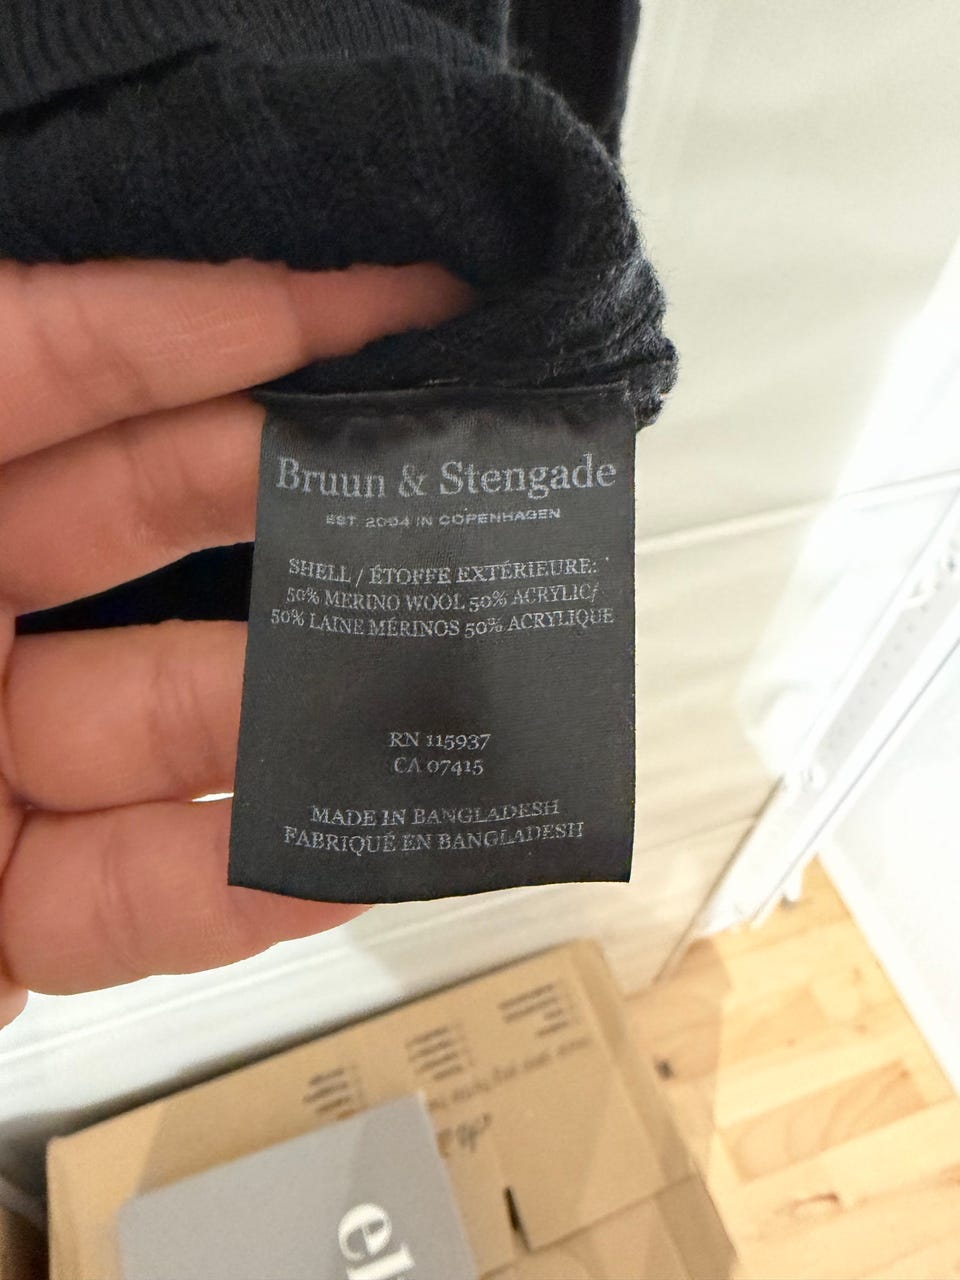 Bruun & Stengade
EST. 2004 IN COPENHAGEN
SHELL / ÉTOFFE EXTÉRIEURE:
50% MERINO WOOL 50% ACRYLIC/
50% LAINE MÉRINOS 50% ACRYLIQUE
RN 115937
CA 07415
MADE IN BANGLADESH
FABRIQUÉ EN BANGLADESH